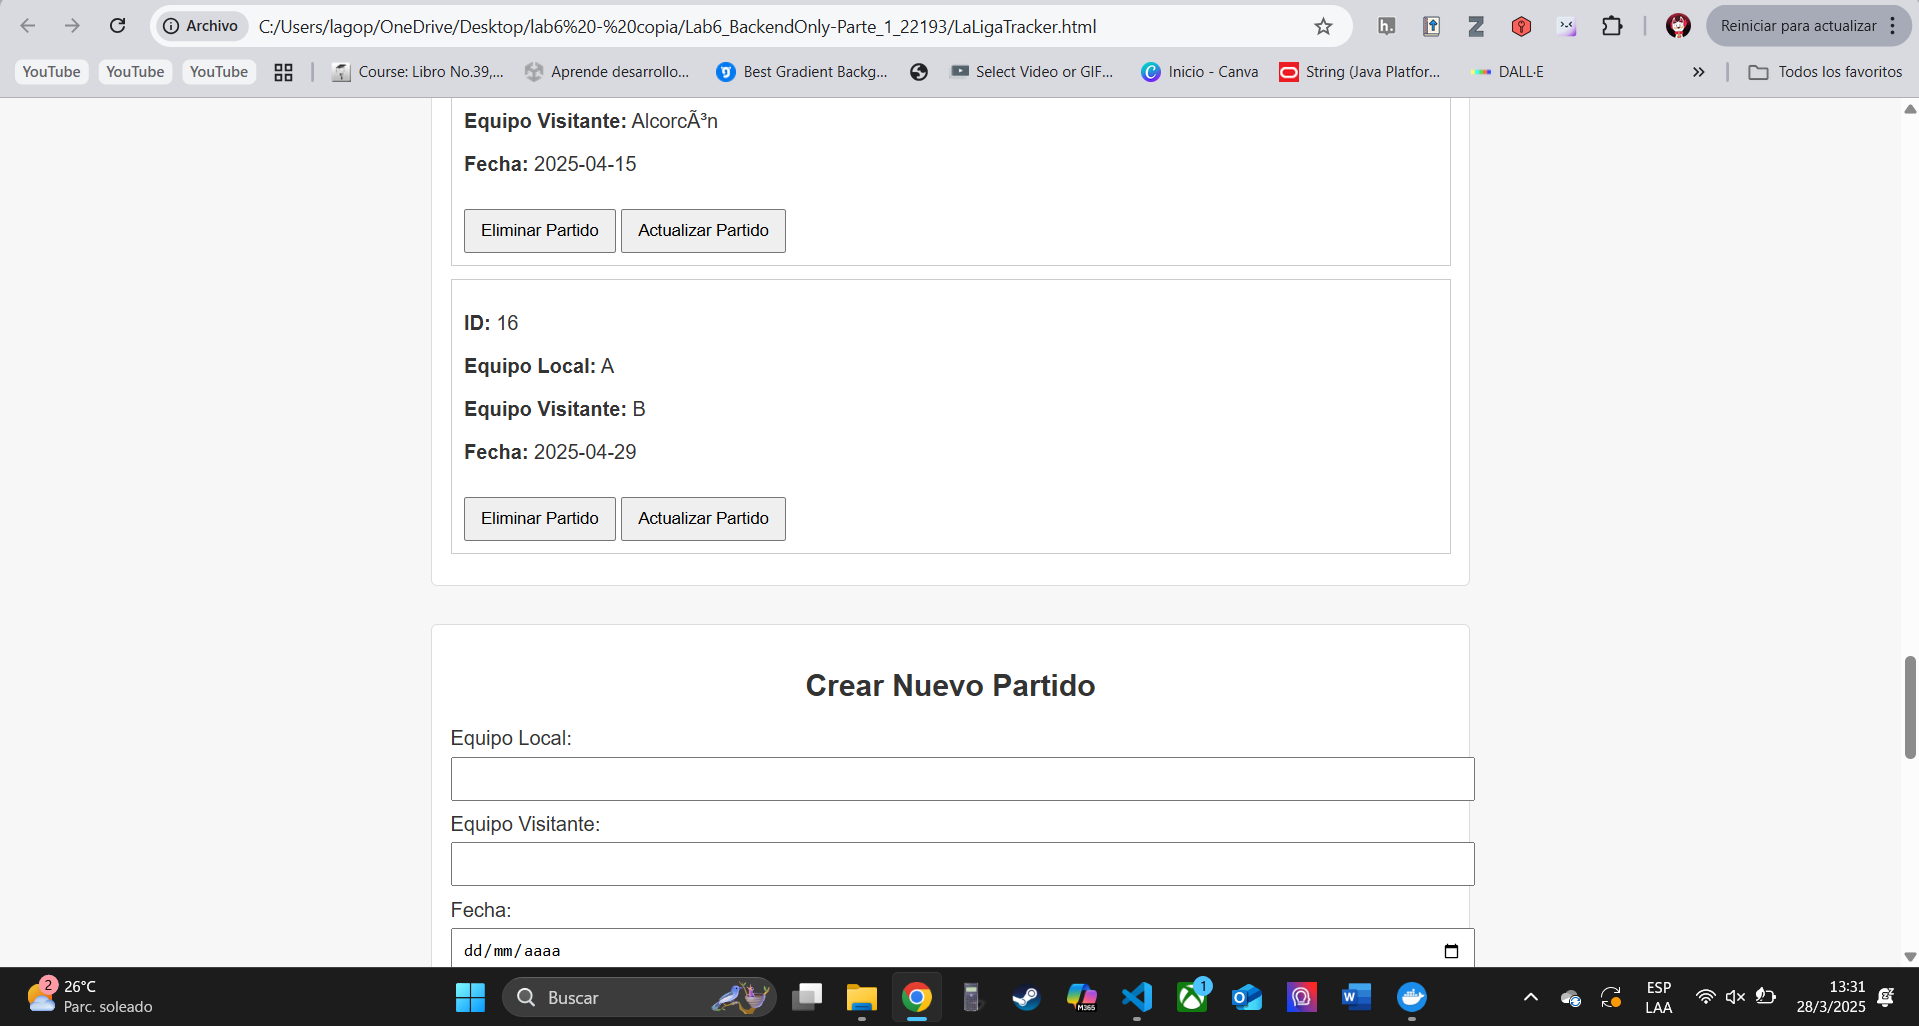 Archivo
C:/Users/lagop/OneDrive/Desktop/lab6%20-%20copia/Lab6_BackendOnly-Parte_1_22193/LaLigaTracker.html
Reiniciar para actualizar
YouTube
YouTube
YouTube
Course: Libro No.39,...
Aprende desarrollo...
Best Gradient Backg...
Select Video or GIF...
Inicio - Canva
String (Java Platfor...
DALL·E
»
Todos los favoritos
Equipo Visitante: AlcorcÃ³n
Fecha: 2025-04-15
Eliminar Partido
Actualizar Partido
ID: 16
Equipo Local: A
Equipo Visitante: B
Fecha: 2025-04-29
Eliminar Partido
Actualizar Partido
Crear Nuevo Partido
Equipo Local:
Equipo Visitante:
Fecha:
dd/mm/aaaa
2
26°C
Parc. soleado
Buscar
M365
1
ESP
LAA
13:31
28/3/2025